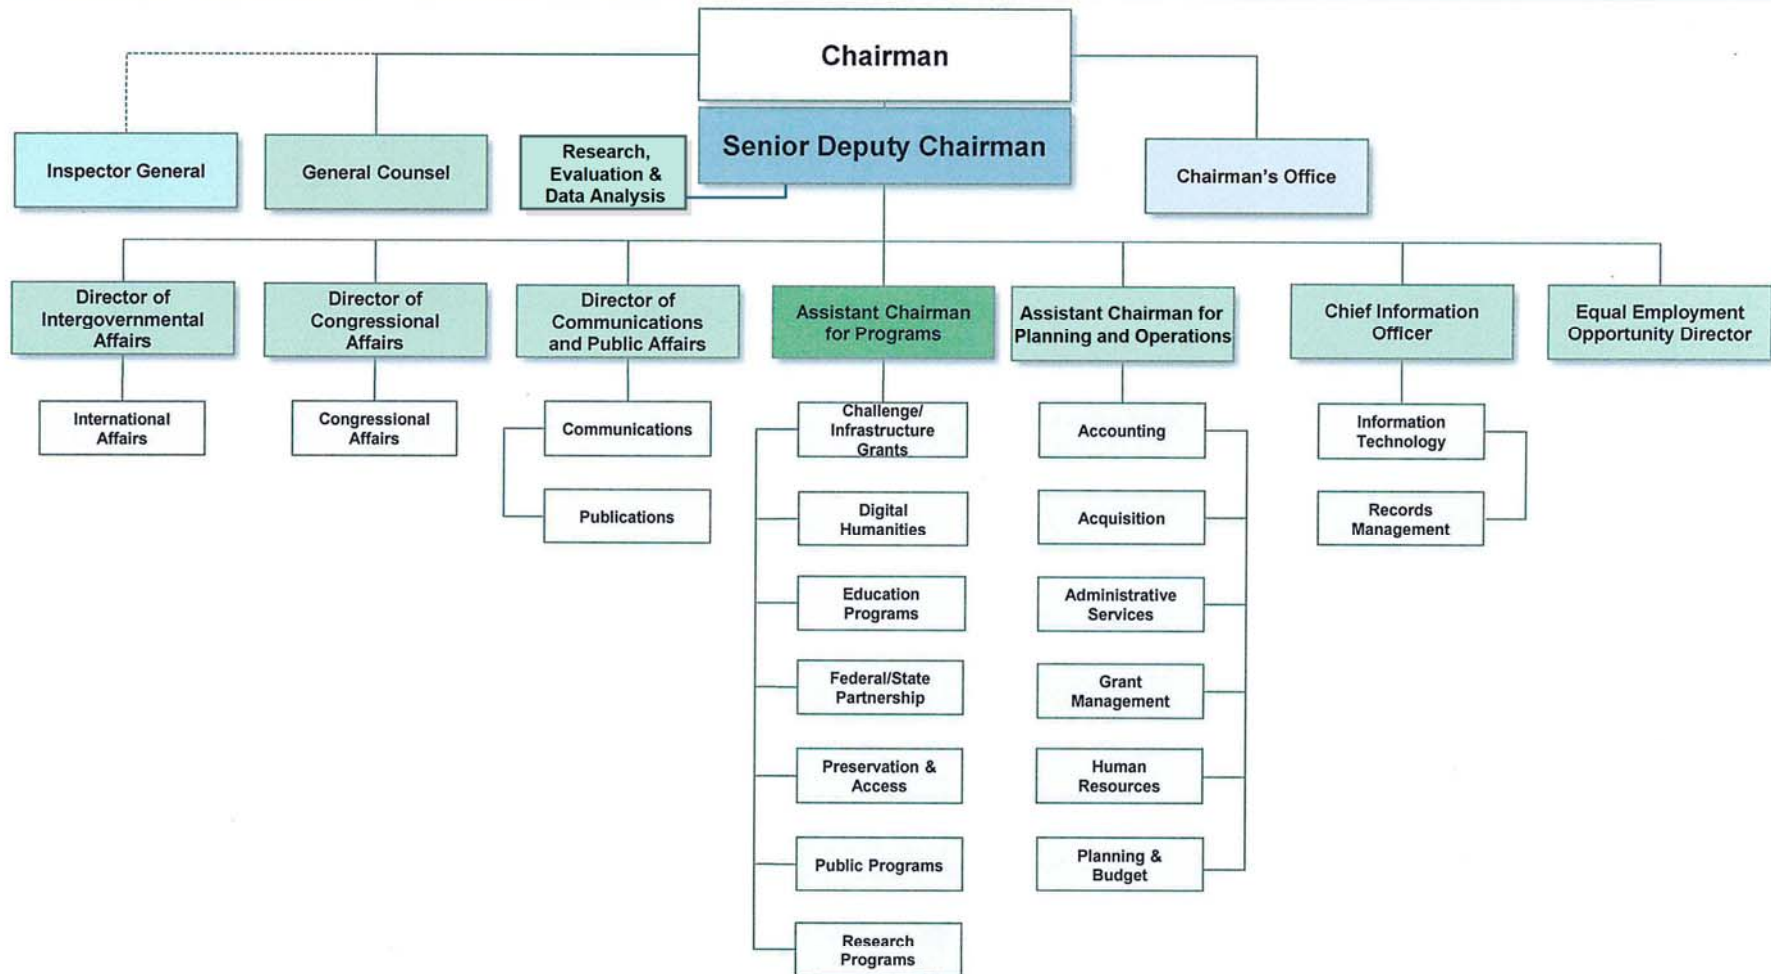 Chairman
Senior Deputy Chairman
Inspector General
General Counsel
Research,
Evaluation &
Data Analysis
Chairman's Office
Director of
Intergovernmental
Affairs
Director of
Congressional
Affairs
Director of
Communications
and Public Affairs
Assistant Chairman
for Programs
Assistant Chairman for
Planning and Operations
Chief Information
Officer
Equal Employment
Opportunity Director
International
Affairs
Congressional
Affairs
Communications
Publications
Challenge/
Infrastructure
Grants
Digital
Humanities
Education
Programs
Federal/State
Partnership
Preservation &
Access
Public Programs
Research
Programs
Accounting
Acquisition
Administrative
Services
Grant
Management
Human
Resources
Planning &
Budget
Information
Technology
Records
Management